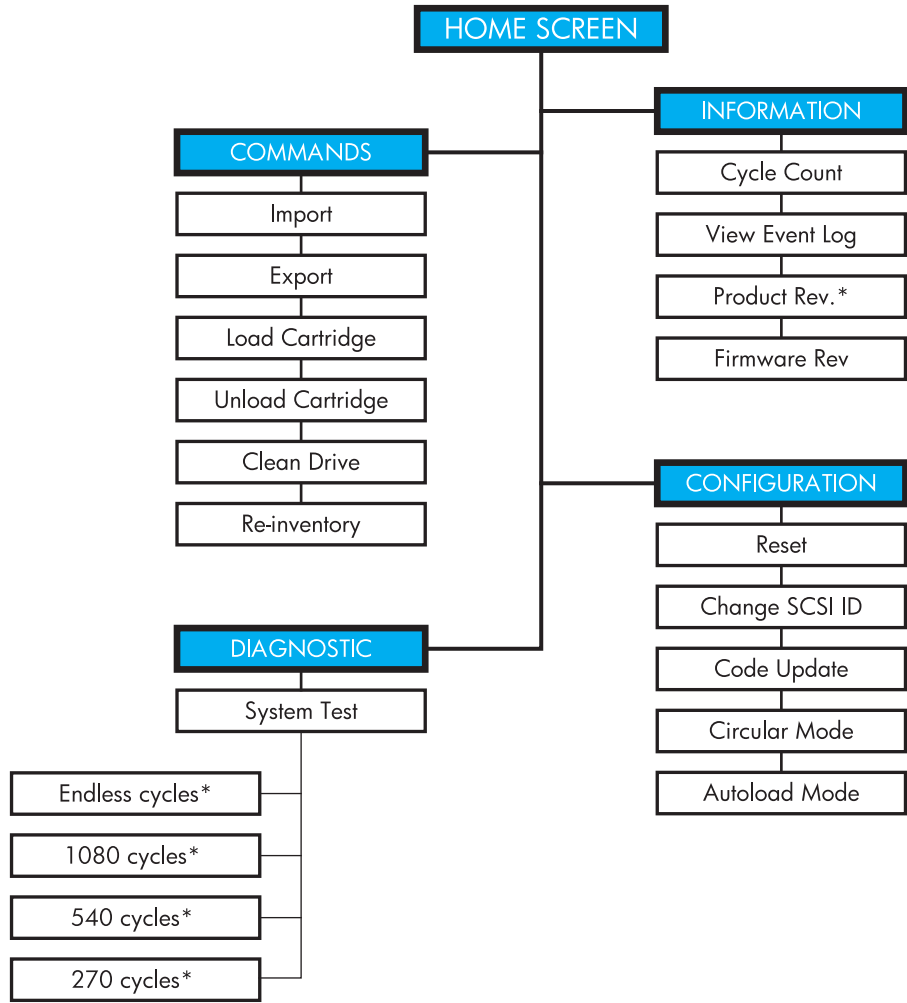 HOME SCREEN
COMMANDS
Import
Export
Load Cartridge
Unload Cartridge
Clean Drive
Re-inventory
INFORMATION
Cycle Count
View Event Log
Product Rev.*
Firmware Rev
CONFIGURATION
Reset
Change SCSI ID
Code Update
Circular Mode
Autoload Mode
DIAGNOSTIC
System Test
Endless cycles*
1080 cycles*
540 cycles*
270 cycles*